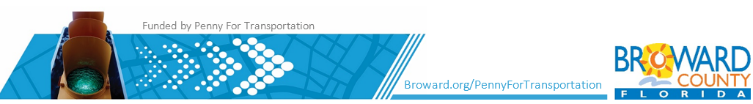 Funded by Penny For Transportation
Broward.org/PennyForTransportation
BROWARD
COUNTY
FLORIDA